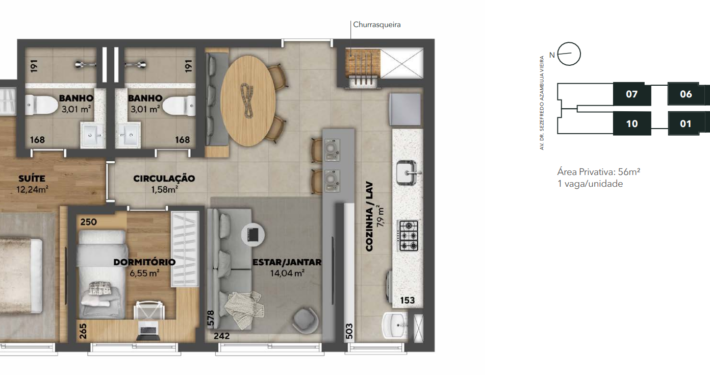 Churrasqueira
191
191
BANHO
3,01 m²
BANHO
3,01 m²
168
168
SUÍTE
12,24m²
CIRCULAÇÃO
1,58m²
250
DORMITÓRIO
6,55 m²
265
ESTAR/JANTAR
14,04 m²
578
242
COZINHA / LAV
7,9 m²
153
503
N
AV. DR. SEZEFREDO AZAMBUJA VIEIRA
07
06
10
01
Área Privativa: 56m²
1 vaga/unidade